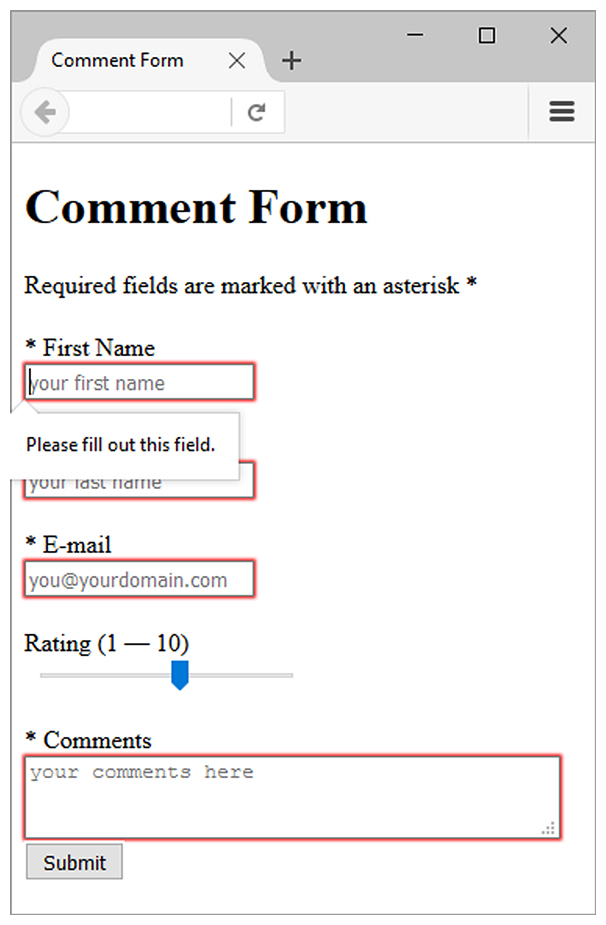 Comment Form
Comment Form
Required fields are marked with an asterisk *
* First Name
your first name
Please fill out this field.
your last name
* E-mail
you@yourdomain.com
Rating (1 — 10)
* Comments
your comments here
Submit